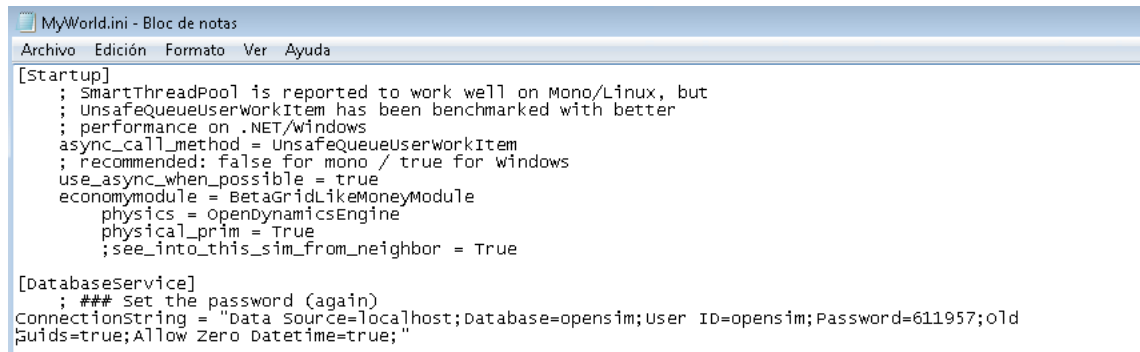 MyWorld.ini - Bloc de notas
Archivo Edición Formato Ver Ayuda
[Startup]
; SmartThreadPool is reported to work well on Mono/Linux, but
; UnsafeQueueUserWorkItem has been benchmarked with better
; performance on .NET/Windows
async_call_method = UnsafeQueueUserWorkItem
; recommended: false for mono / true for Windows
use_async_when_possible = true
economymodule = BetaGridLikeMoneyModule
physics = OpenDynamicsEngine
physical_prim = True
;see_into_this_sim_from_neighbor = True
[DatabaseService]
; ### Set the password (again)
ConnectionString = "Data Source=localhost;Database=opensim;User ID=opensim;Password=611957;Old
Guids=true;Allow Zero Datetime=true;"